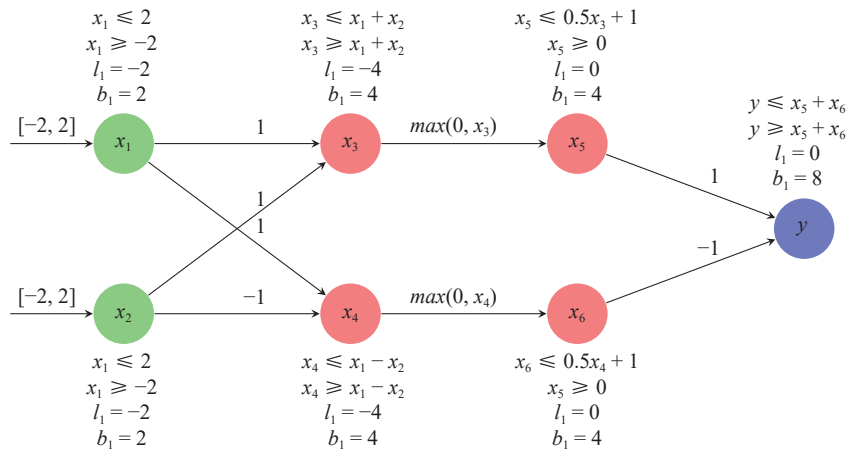 x₁ ⩽ 2
x₁ ⩾ −2
l₁ = −2
b₁ = 2
x₃ ⩽ x₁ + x₂
x₃ ⩾ x₁ + x₂
l₁ = −4
b₁ = 4
x₅ ⩽ 0.5x₃ + 1
x₅ ⩾ 0
l₁ = 0
b₁ = 4
y ⩽ x₅ + x₆
y ⩾ x₅ + x₆
l₁ = 0
b₁ = 8
[−2, 2]
x₁
1
x₃
max(0, x₃)
x₅
1
1
1
y
−1
[−2, 2]
x₂
−1
x₄
max(0, x₄)
x₆
x₁ ⩽ 2
x₁ ⩾ −2
l₁ = −2
b₁ = 2
x₄ ⩽ x₁ − x₂
x₄ ⩾ x₁ − x₂
l₁ = −4
b₁ = 4
x₆ ⩽ 0.5x₄ + 1
x₅ ⩾ 0
l₁ = 0
b₁ = 4